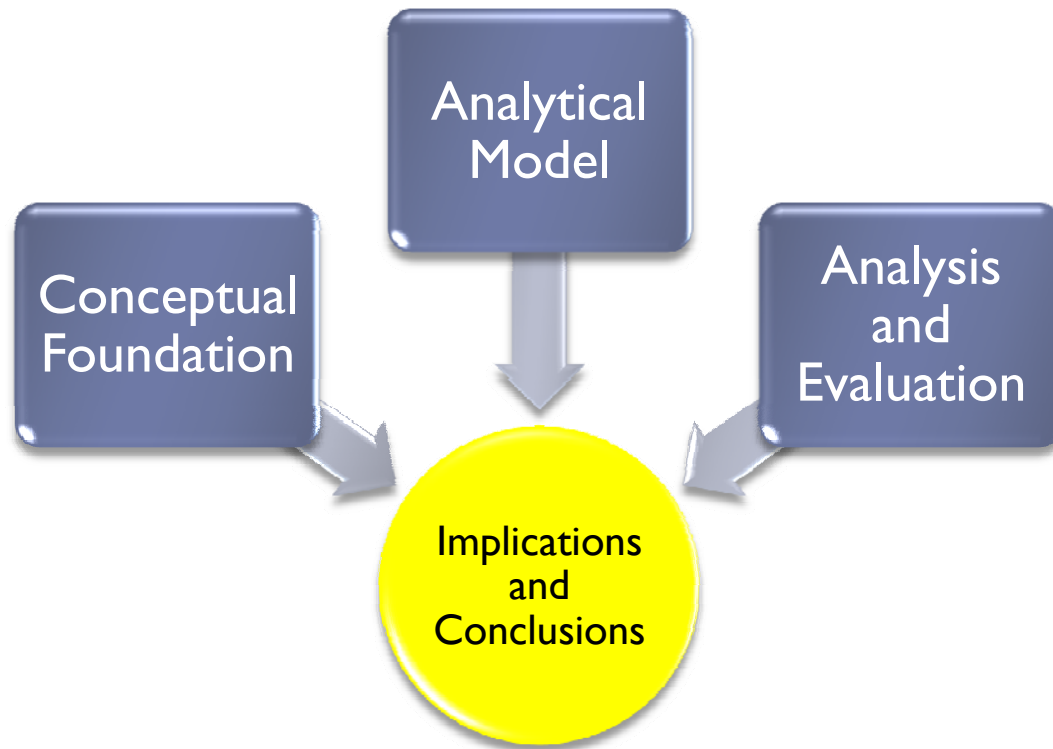 Analytical
Model
Conceptual
Foundation
Analysis
and
Evaluation
Implications
and
Conclusions